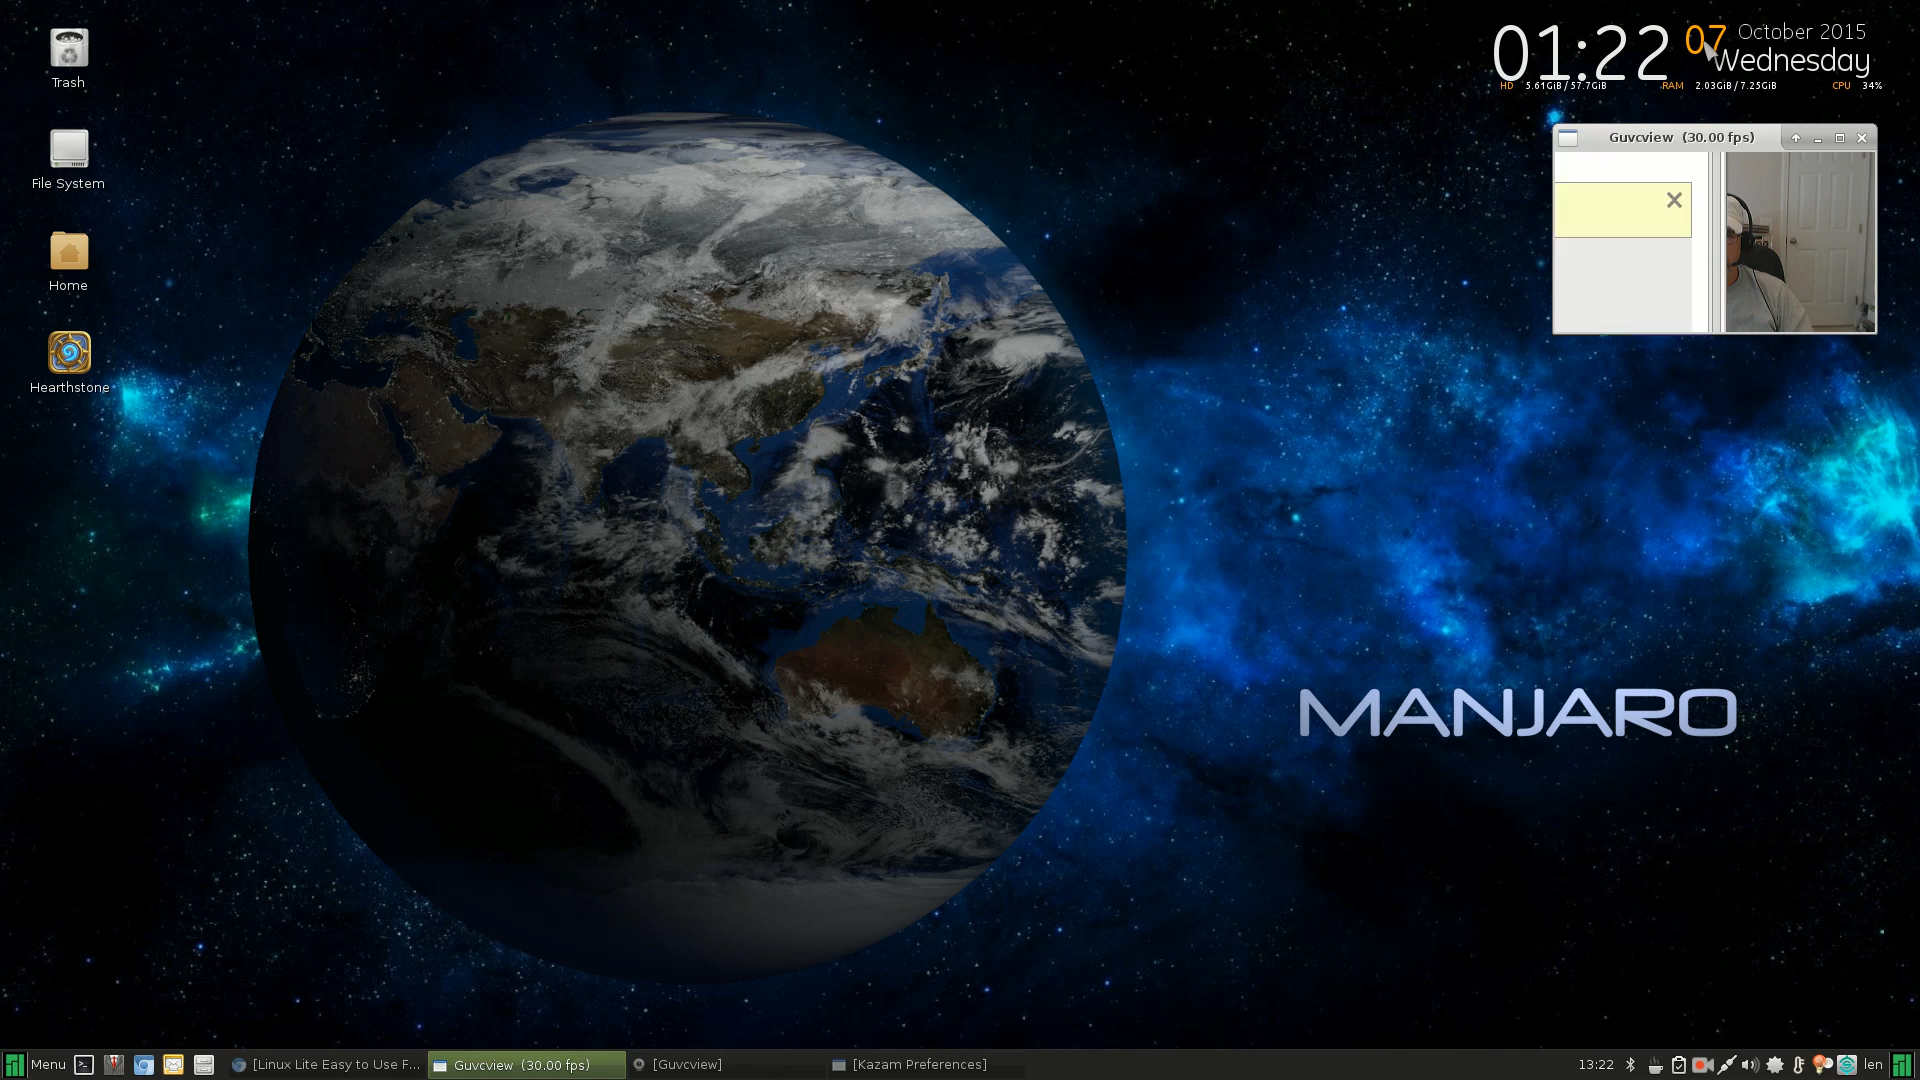 Trash
File System
Home
Hearthstone
01:22
07 October 2015
Wednesday
HD 5.61GiB / 57.7GiB RAM 2.03GiB / 7.25GiB CPU 34%
Guvcview (30.00 fps)
MANJARO
Menu [Linux Lite Easy to Use F... Guvcview (30.00 fps) [Guvcview] [Kazam Preferences] 13:22 len